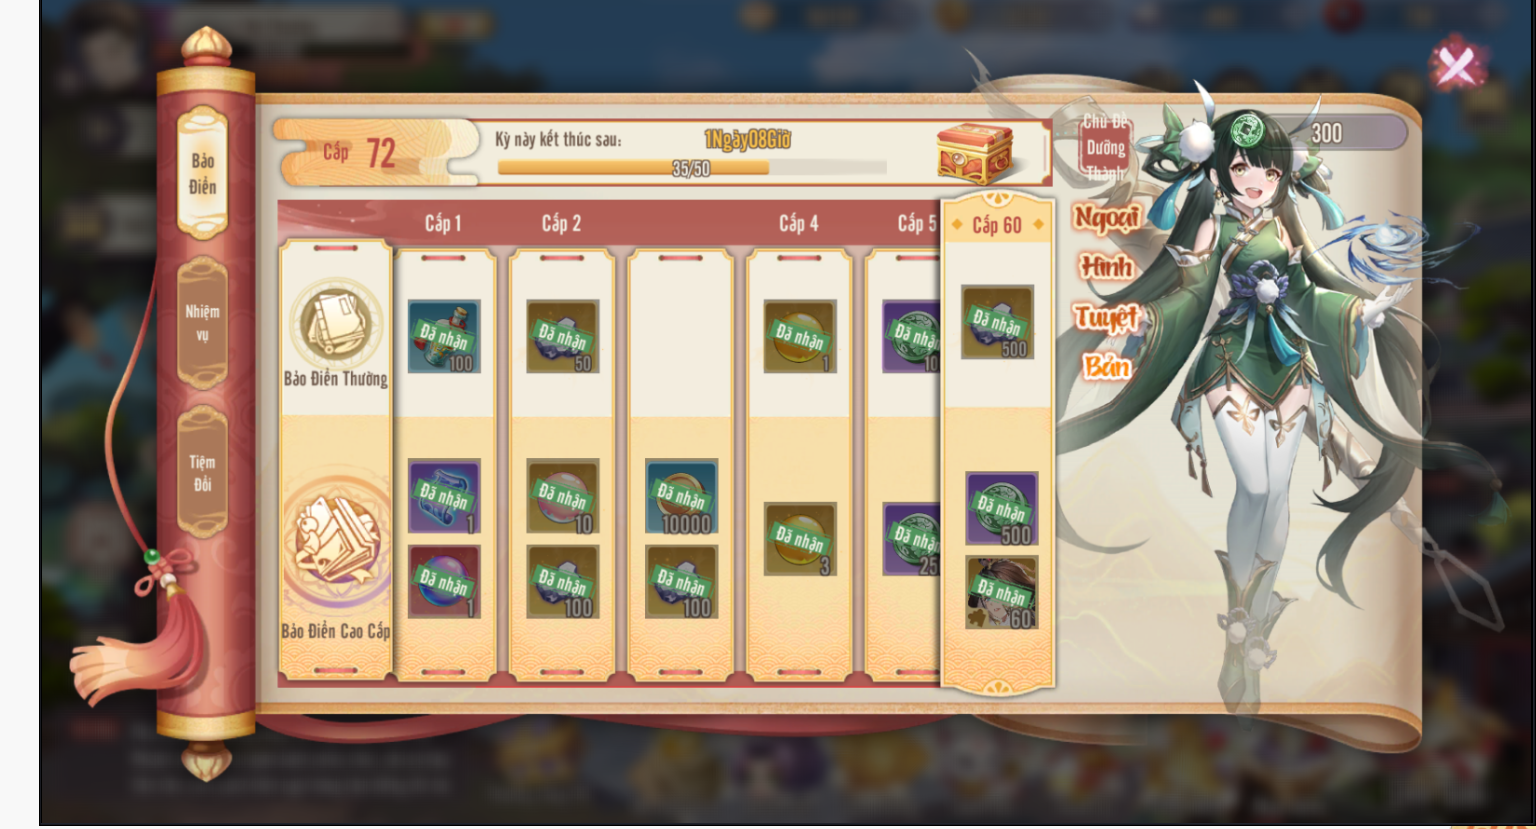 Cấp 72
Kỳ này kết thúc sau: 1Ngày08Giờ
35/50
Chủ Đề
Dưỡng
Thành
300
Ngoại
Hình
Tuyệt
Bản
Bảo
Điển
Nhiệm
vụ
Tiệm
Đổi
Cấp 1
Cấp 2
Cấp 4
Cấp 5
Cấp 60
Bảo Điển Thường
Đã nhận
100
Đã nhận
50
Đã nhận
1
Đã nhận
10
Đã nhận
500
Bảo Điển Cao Cấp
Đã nhận
1
Đã nhận
10
Đã nhận
10000
Đã nhận
3
Đã nhận
25
Đã nhận
500
Đã nhận
1
Đã nhận
100
Đã nhận
100
Đã nhận
60